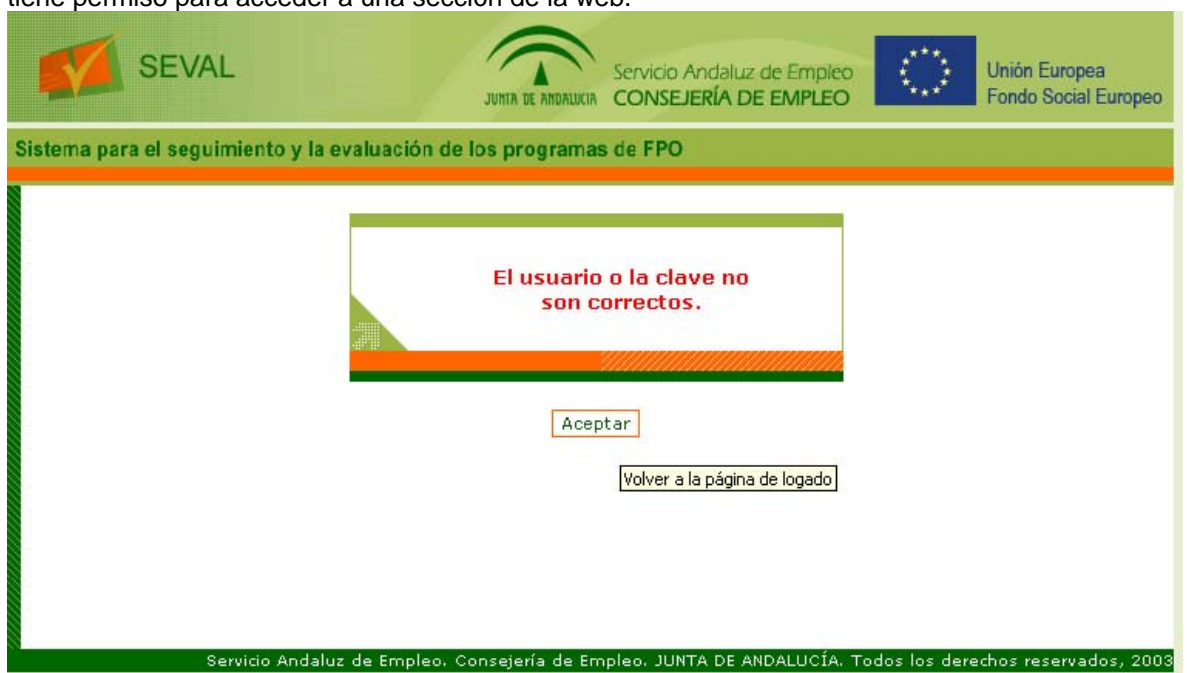 tiene permiso para acceder a una sección de la web.
SEVAL
JUNTA DE ANDALUCIA
Servicio Andaluz de Empleo
CONSEJERÍA DE EMPLEO
Unión Europea
Fondo Social Europeo
Sistema para el seguimiento y la evaluación de los programas de FPO
El usuario o la clave no
son correctos.
Aceptar
Volver a la página de logado
Servicio Andaluz de Empleo. Consejería de Empleo. JUNTA DE ANDALUCÍA. Todos los derechos reservados, 2003